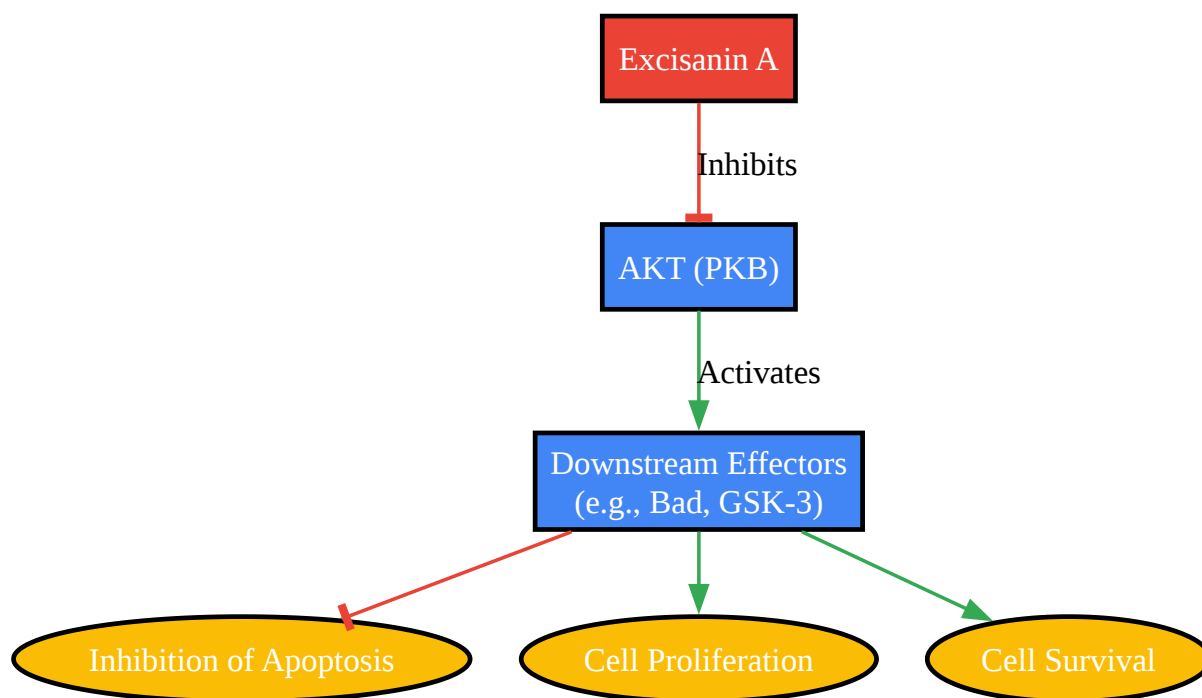 Excisanin A
Inhibits
AKT (PKB)
Activates
Downstream Effectors
(e.g., Bad, GSK-3)
Inhibition of Apoptosis
Cell Proliferation
Cell Survival